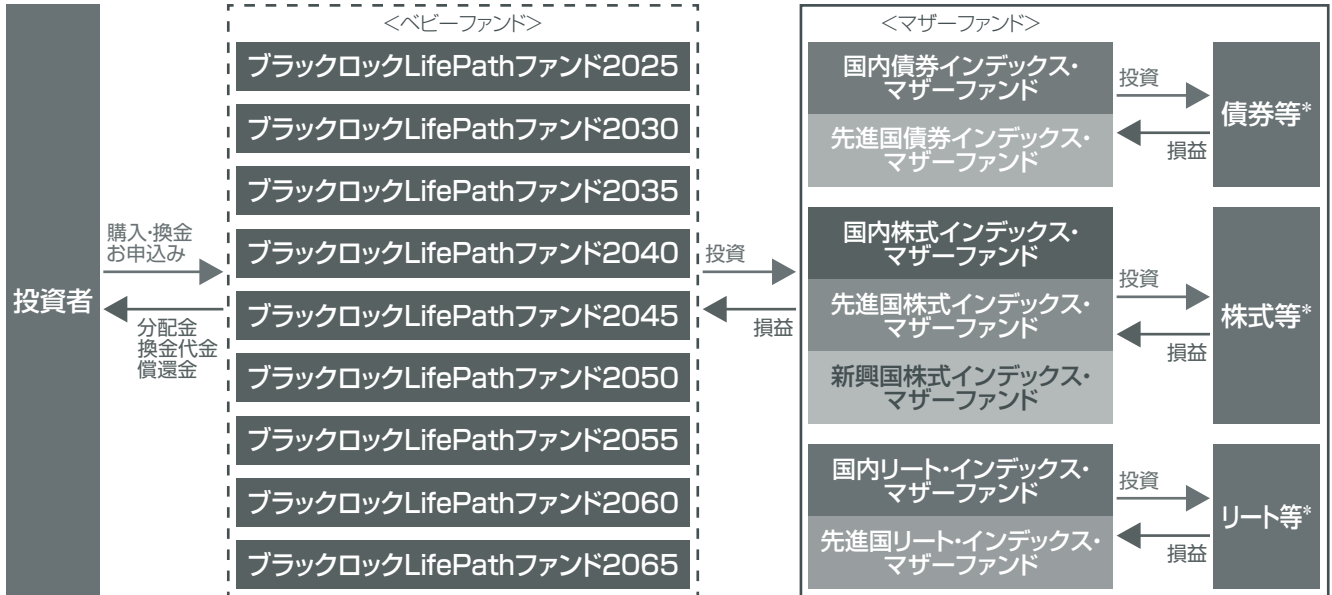 投資者
購入・換金
お申込み
分配金
換金代金
償還金
<ベビーファンド>
ブラックロックLifePathファンド2025
ブラックロックLifePathファンド2030
ブラックロックLifePathファンド2035
ブラックロックLifePathファンド2040
ブラックロックLifePathファンド2045
ブラックロックLifePathファンド2050
ブラックロックLifePathファンド2055
ブラックロックLifePathファンド2060
ブラックロックLifePathファンド2065
投資
損益
<マザーファンド>
国内債券インデックス・
マザーファンド
先進国債券インデックス・
マザーファンド
投資
損益
債券等*
国内株式インデックス・
マザーファンド
先進国株式インデックス・
マザーファンド
新興国株式インデックス・
マザーファンド
投資
損益
株式等*
国内リート・インデックス・
マザーファンド
先進国リート・インデックス・
マザーファンド
投資
損益
リート等*